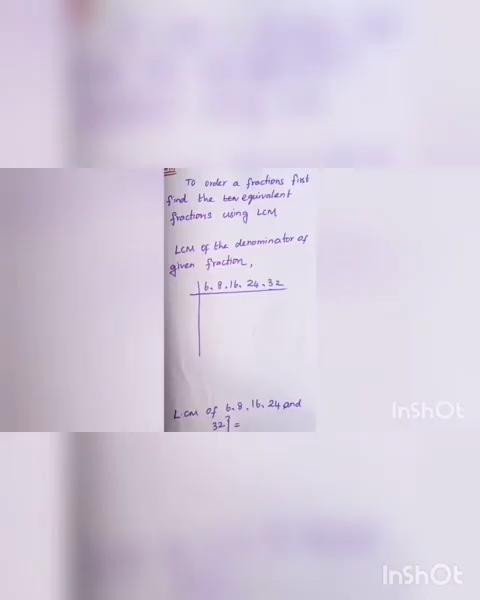 To order a fractions first
find the ten equivalent
fractions using LCM
LCM of the denominator of
given fraction,
6, 8, 16, 24, 32
LCM of 6, 8, 16, 24 and
32} =
InShOt
InShOt